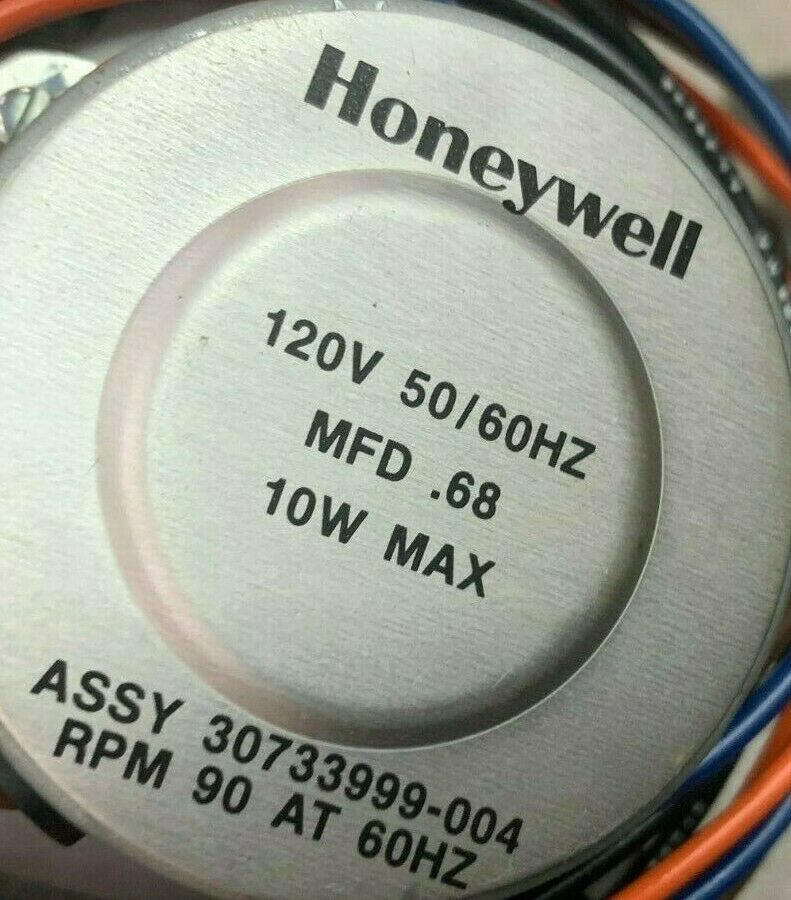 Honeywell
120V 50/60HZ
MFD .68
10W MAX
ASSY 30733999-004
RPM 90 AT 60HZ